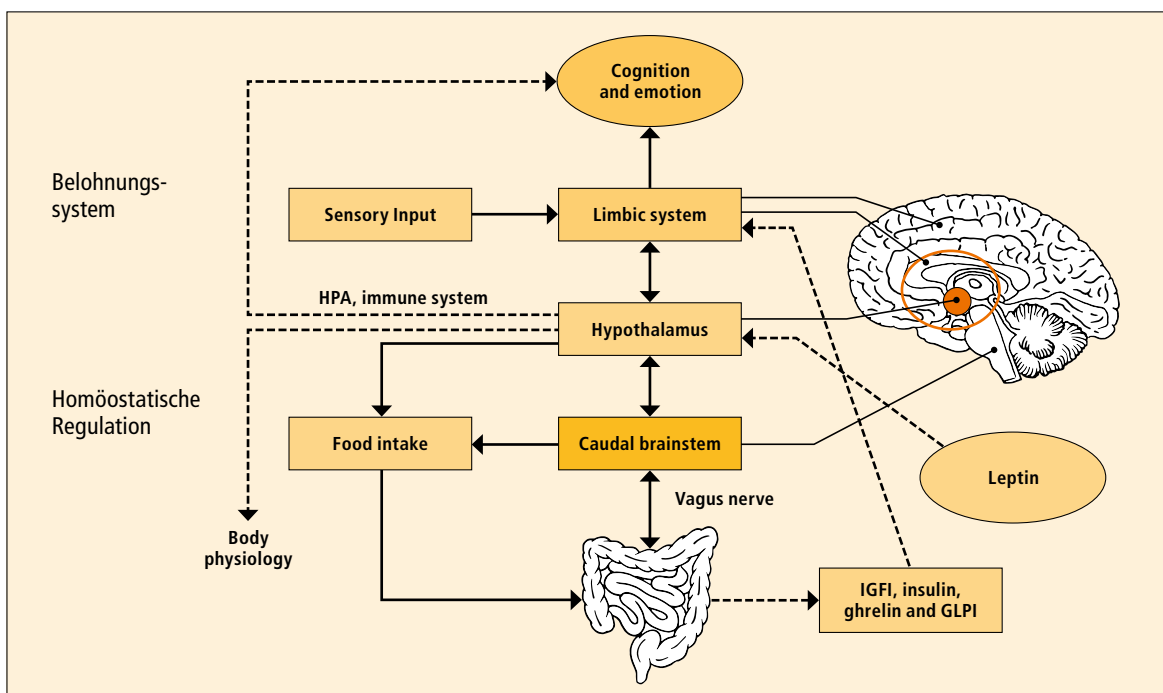 Cognition
and emotion
Belohnungs-
system
Sensory Input
Limbic system
HPA, immune system
Hypothalamus
Homöostatische
Regulation
Food intake
Caudal brainstem
Leptin
Vagus nerve
Body
physiology
IGFI, insulin,
ghrelin and GLPI